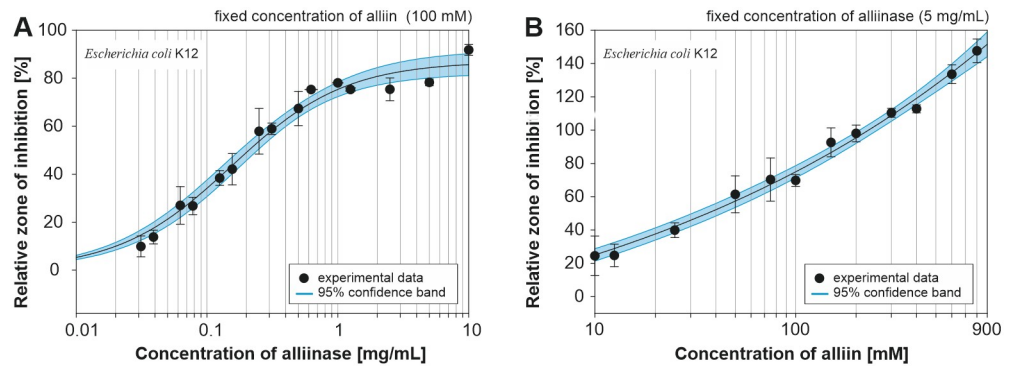 A
fixed concentration of alliin (100 mM)
Escherichia coli K12
Relative zone of inhibition [%]
100
80
60
40
20
0
experimental data
95% confidence band
0.01
0.1
1
10
Concentration of alliinase [mg/mL]
B
fixed concentration of alliinase (5 mg/mL)
Escherichia coli K12
Relative zone of inhibition [%]
160
140
120
100
80
60
40
20
0
experimental data
95% confidence band
10
100
900
Concentration of alliin [mM]